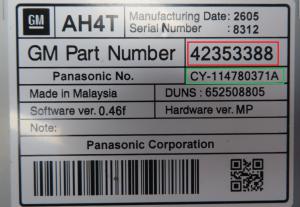 GM AH4T Manufacturing Date : 2605
Serial Number : 8312
GM Part Number 42353388
Panasonic No. CY-114780371A
Made in Malaysia DUNS : 652508805
Software ver. 0.46f Hardware ver. MP
Note:
Panasonic Corporation